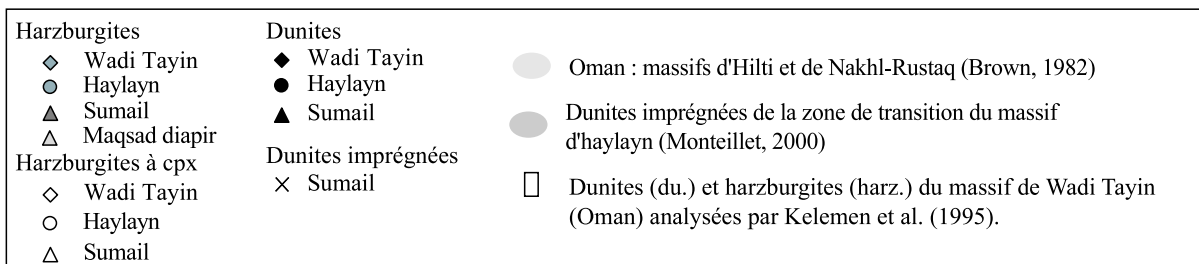 Harzburgites
Wadi Tayin
Haylayn
Sumail
Maqsad diapir
Harzburgites à cpx
Wadi Tayin
Haylayn
Sumail
Dunites
Wadi Tayin
Haylayn
Sumail
Dunites imprégnées
Sumail
Oman : massifs d'Hilti et de Nakhl-Rustaq (Brown, 1982)
Dunites imprégnées de la zone de transition du massif
d'haylayn (Monteillet, 2000)
Dunites (du.) et harzburgites (harz.) du massif de Wadi Tayin
(Oman) analysées par Kelemen et al. (1995).